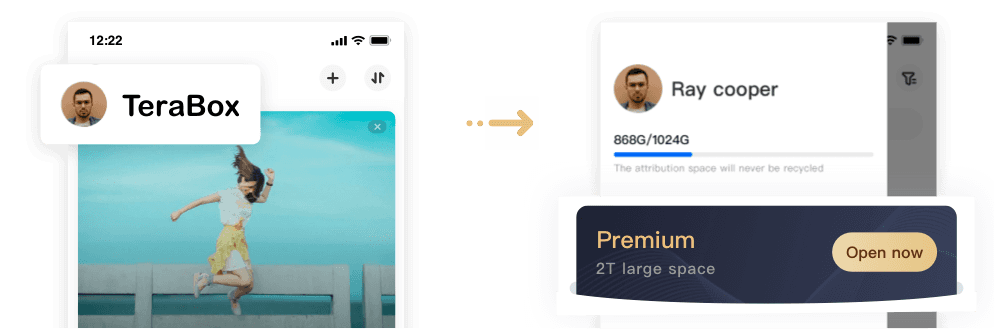 12:22
TeraBox
Ray cooper
868G/1024G
The attribution space will never be recycled
Premium
2T large space
Open now